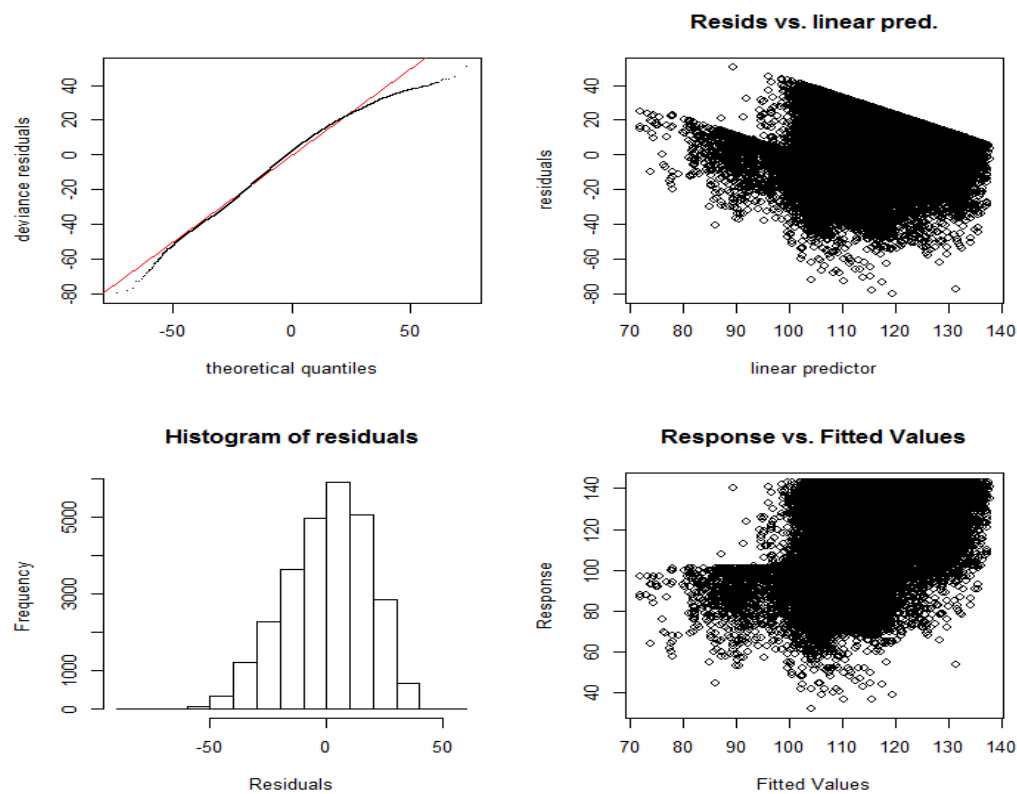 deviance residuals
40
20
0
-20
-40
-60
-80
-50 0 50
theoretical quantiles
Resids vs. linear pred.
residuals
40
20
0
-20
-40
-60
-80
70 80 90 100 110 120 130 140
linear predictor
Histogram of residuals
Frequency
5000
3000
1000
0
-50 0 50
Residuals
Response vs. Fitted Values
Response
140
120
100
80
60
40
70 80 90 100 110 120 130 140
Fitted Values